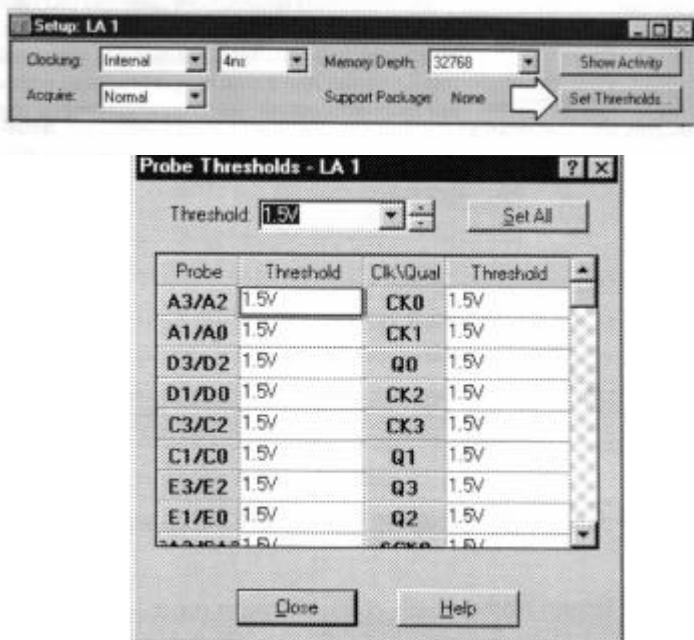 Setup: LA 1
Clocking: Internal 4ns Memory Depth: 32768 Show Activity
Acquire: Normal Support Package: None Set Thresholds...
Probe Thresholds - LA 1
Threshold: 1.5V Set All
Probe Threshold Clk\Qual Threshold
A3/A2 1.5V CK0 1.5V
A1/A0 1.5V CK1 1.5V
D3/D2 1.5V Q0 1.5V
D1/D0 1.5V CK2 1.5V
C3/C2 1.5V CK3 1.5V
C1/C0 1.5V Q1 1.5V
E3/E2 1.5V Q3 1.5V
E1/E0 1.5V Q2 1.5V
1.5V 1.5V
Close Help